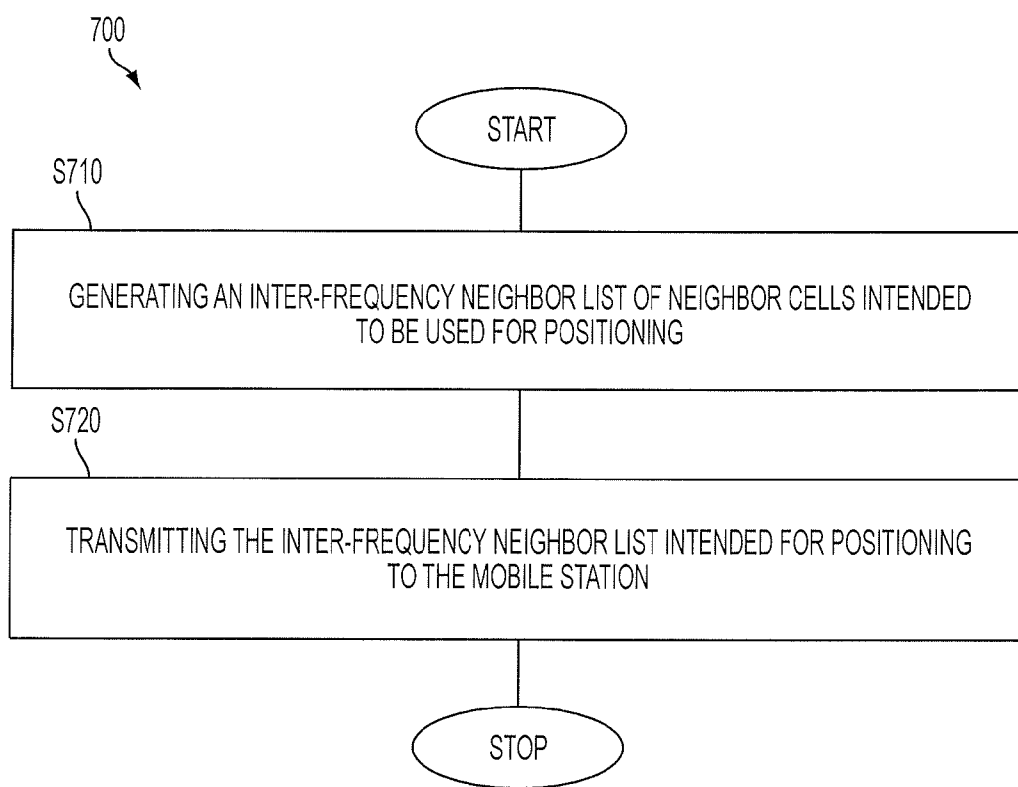 700
START
S710
GENERATING AN INTER-FREQUENCY NEIGHBOR LIST OF NEIGHBOR CELLS INTENDED
TO BE USED FOR POSITIONING
S720
TRANSMITTING THE INTER-FREQUENCY NEIGHBOR LIST INTENDED FOR POSITIONING
TO THE MOBILE STATION
STOP